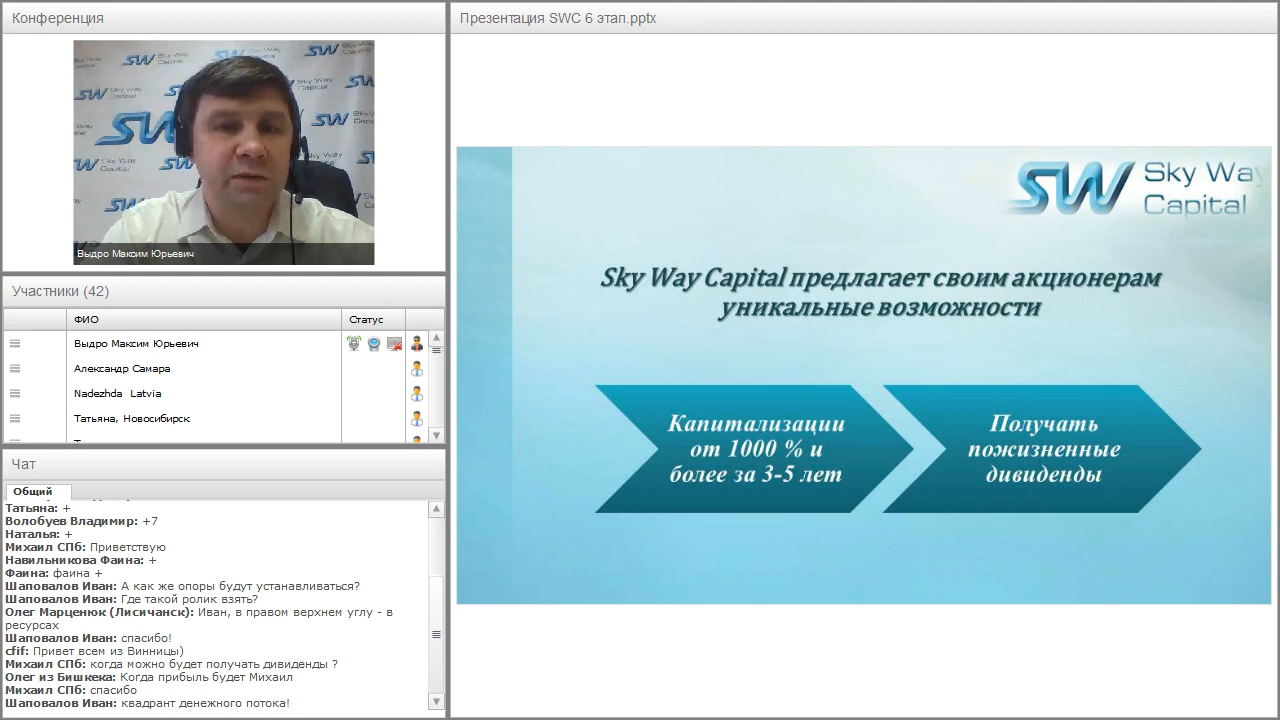 Конференция
SW Sky Way Capital
Выдро Максим Юрьевич
Участники (42)
ФИО
Статус
Выдро Максим Юрьевич
Александр Самара
Nadezhda Latvia
Татьяна, Новосибирск
Чат
Общий
Татьяна: +
Волобуев Владимир: +7
Наталья: +
Михаил СПб: Приветствую
Навильникова Фаина: +
Фаина: фаина +
Шаповалов Иван: А как же опоры будут устанавливаться?
Шаповалов Иван: Где такой ролик взять?
Олег Марценюк (Лисичанск): Иван, в правом верхнем углу - в
ресурсах
Шаповалов Иван: спасибо!
cfif: Привет всем из Винницы)
Михаил СПб: когда можно будет получать дивиденды ?
Олег из Бишкека: Когда прибыль будет Михаил
Михаил СПб: спасибо
Шаповалов Иван: квадрант денежного потока!
Презентация SWC 6 этап.pptx
SW Sky Way
Capital
Sky Way Capital предлагает своим акционерам
уникальные возможности
Капитализации
от 1000 % и
более за 3-5 лет
Получать
пожизненные
дивиденды